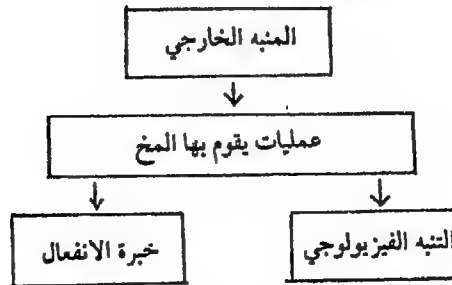 المنبه الخارجي
عمليات يقوم بها المخ
التنبه الفيزيولوجي
خبرة الانفعال